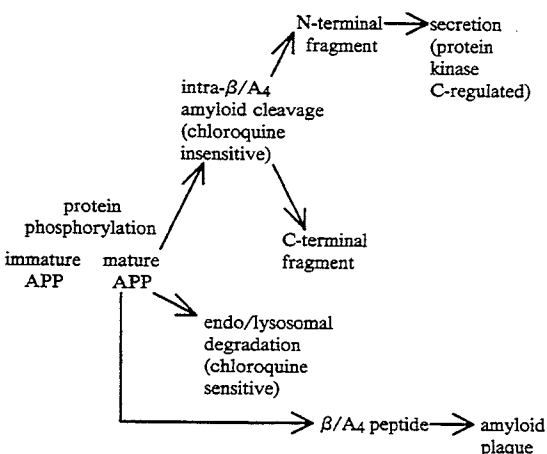 N-terminal
fragment
secretion
(protein
kinase
C-regulated)
intra-β/A4
amyloid cleavage
(chloroquine
insensitive)
C-terminal
fragment
protein
phosphorylation
immature
APP
mature
APP
endo/lysosomal
degradation
(chloroquine
sensitive)
β/A4 peptide
amyloid
plaque